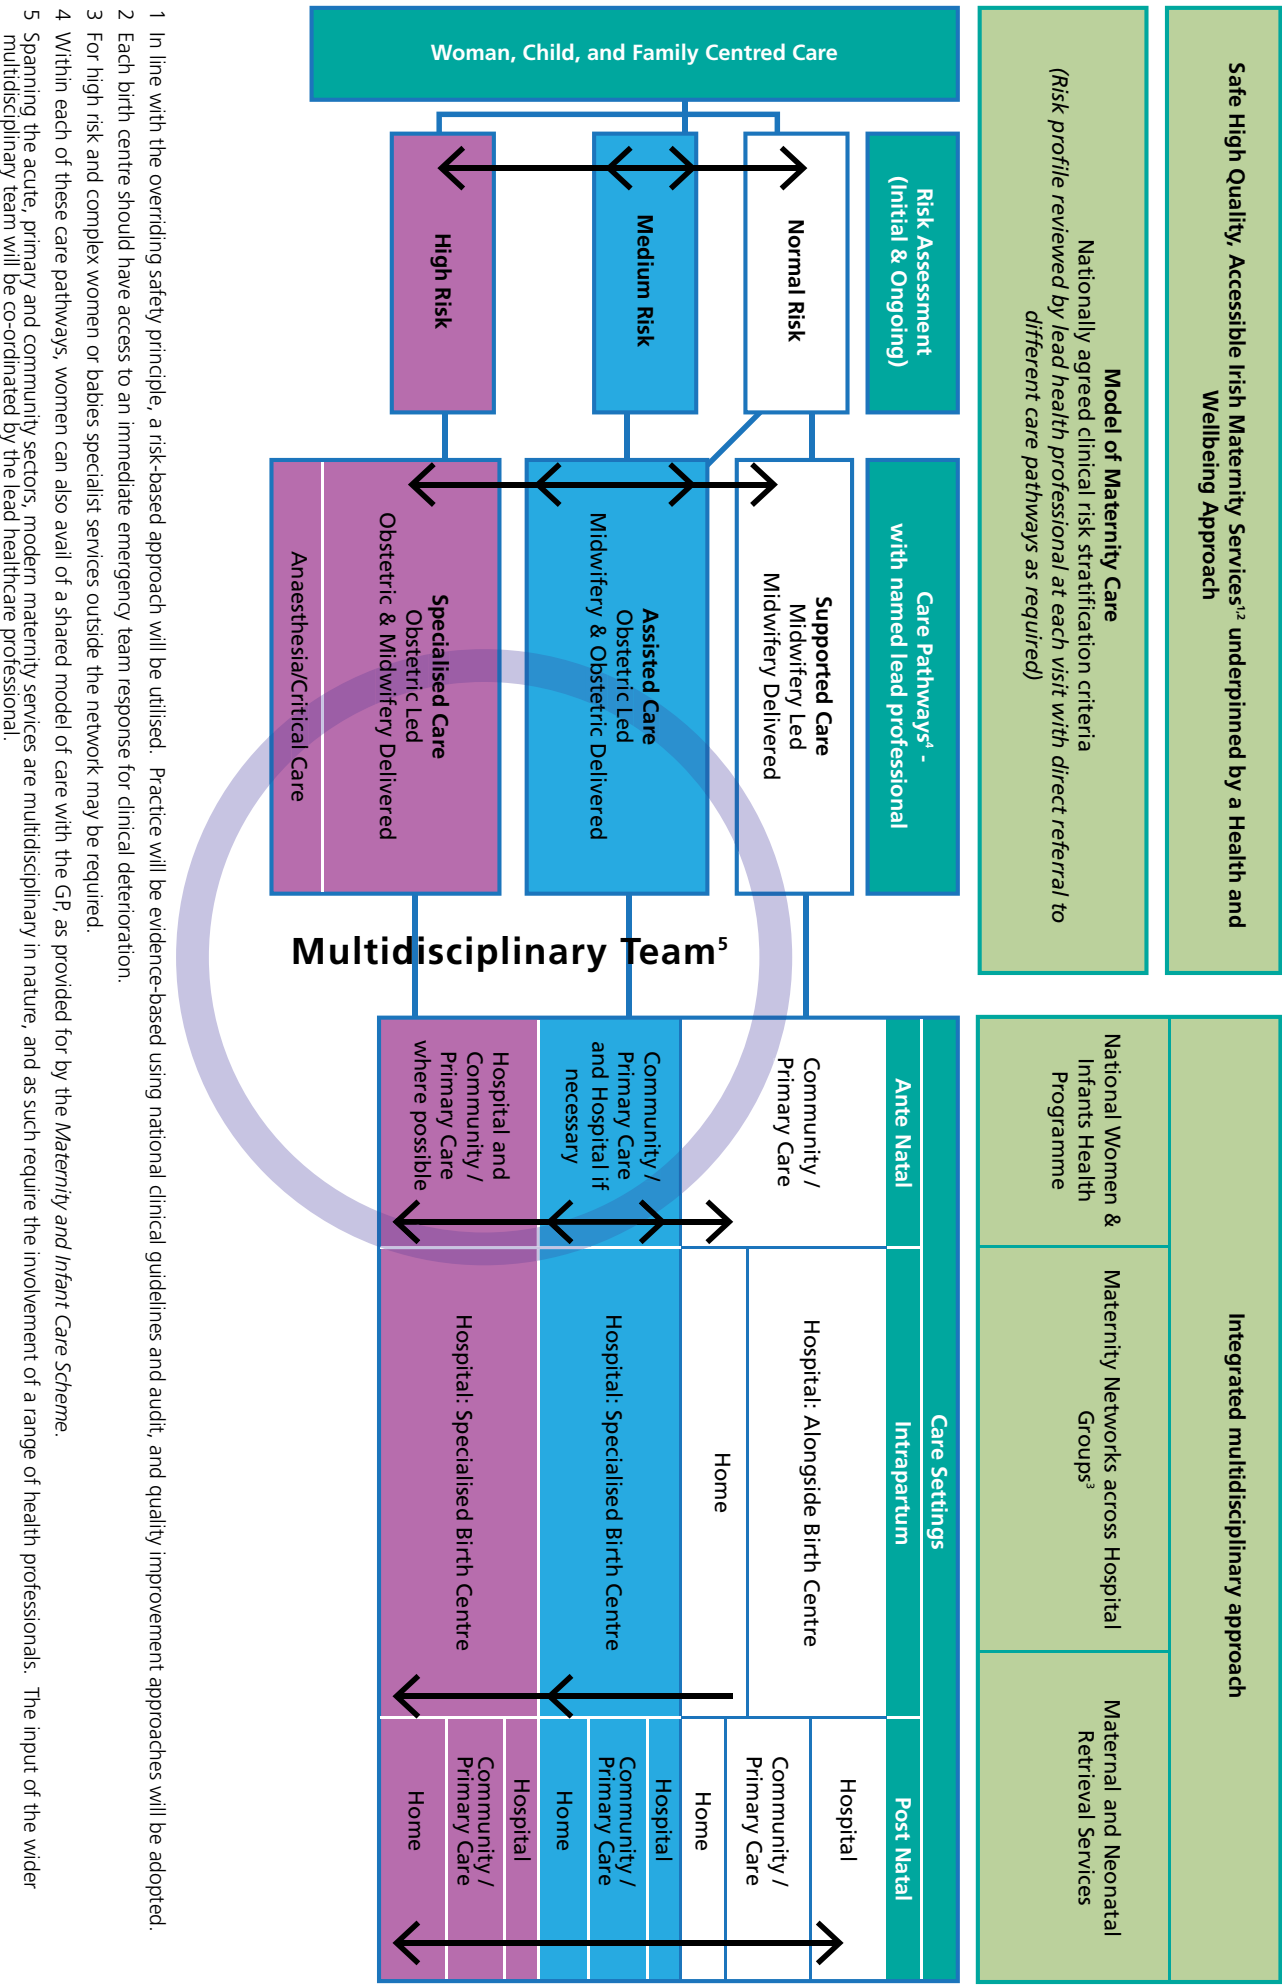 Safe High Quality, Accessible Irish Maternity Services1,2 underpinned by a Health and
Wellbeing Approach
Integrated multidisciplinary approach
Model of Maternity Care
Nationally agreed clinical risk stratification criteria
(Risk profile reviewed by lead health professional at each visit with direct referral to
different care pathways as required)
National Women &
Infants Health
Programme
Maternity Networks across Hospital
Groups3
Maternal and Neonatal
Retrieval Services
Woman, Child, and Family Centred Care
Risk Assessment
(Initial & Ongoing)
Care Pathways4 -
with named lead professional
Care Settings
Ante Natal
Intrapartum
Post Natal
Normal Risk
Supported Care
Midwifery Led
Midwifery Delivered
Community /
Primary Care
Hospital: Alongside Birth Centre
Home
Hospital
Community /
Primary Care
Home
Medium Risk
Assisted Care
Obstetric Led
Midwifery & Obstetric Delivered
Community /
Primary Care
and Hospital if
necessary
Hospital: Specialised Birth Centre
Hospital
Community /
Primary Care
Home
High Risk
Specialised Care
Obstetric Led
Obstetric & Midwifery Delivered
Anaesthesia/Critical Care
Hospital and
Community /
Primary Care
where possible
Hospital: Specialised Birth Centre
Hospital
Community /
Primary Care
Home
Multidisciplinary Team5
1 In line with the overriding safety principle, a risk-based approach will be utilised. Practice will be evidence-based using national clinical guidelines and audit, and quality improvement approaches will be adopted.
2 Each birth centre should have access to an immediate emergency team response for clinical deterioration.
3 For high risk and complex women or babies specialist services outside the network may be required.
4 Within each of these care pathways, women can also avail of a shared model of care with the GP, as provided for by the Maternity and Infant Care Scheme.
5 Spanning the acute, primary and community sectors, modern maternity services are multidisciplinary in nature, and as such require the involvement of a range of health professionals. The input of the wider
multidisciplinary team will be co-ordinated by the lead healthcare professional.